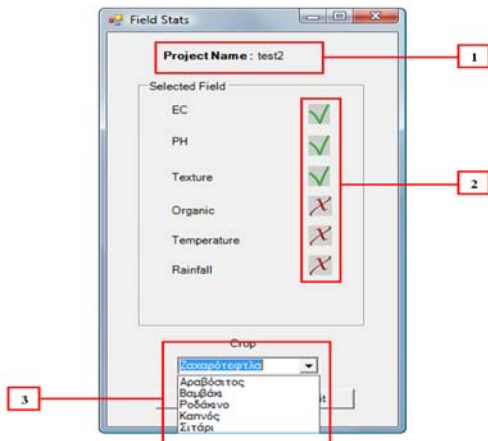 Field Stats
Project Name : test2
1
Selected Field
EC
PH
Texture
2
Organic
Temperature
Rainfall
Crop
Ζαχαρότεφτλα
Αραβόσιτος
3
Βαμβάκι
Ροδάκινο
Καπνός
Σιτάρι